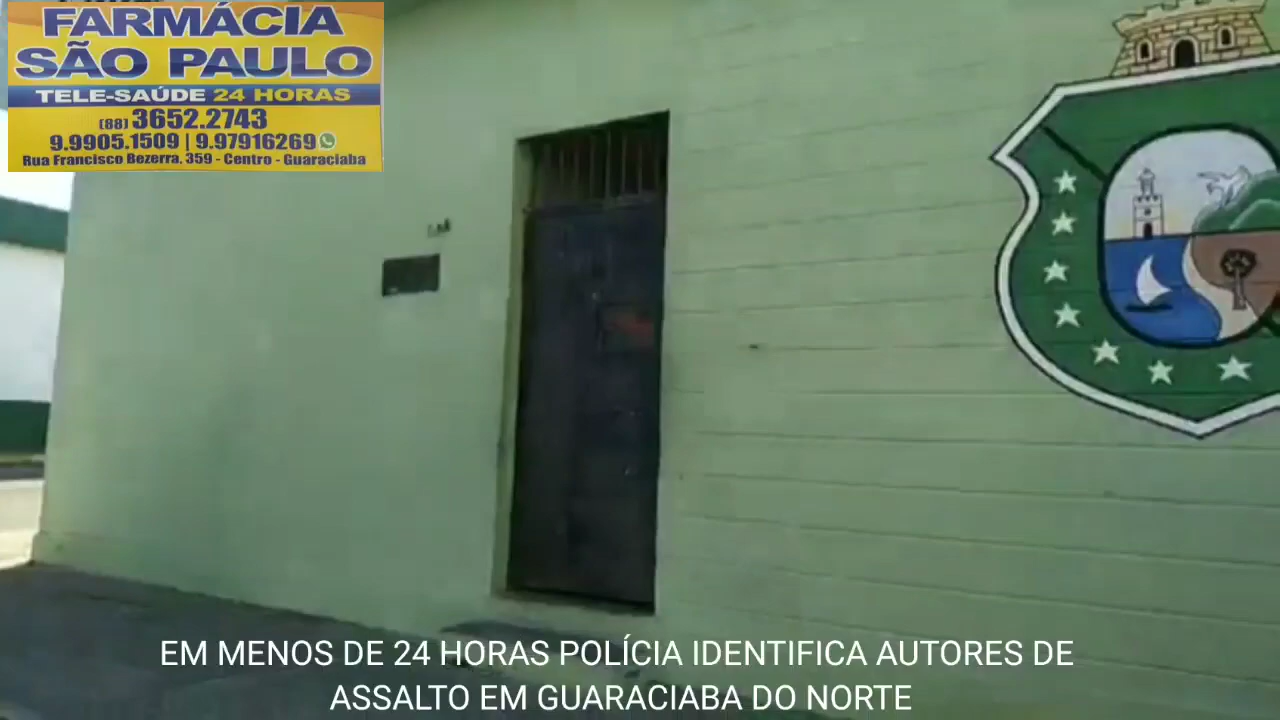 FARMÁCIA
SÃO PAULO
TELE-SAÚDE 24 HORAS
(88) 3652.2743
9.9905.1509 | 9.97916269
Rua Francisco Bezerra, 359 - Centro - Guaraciaba
EM MENOS DE 24 HORAS POLÍCIA IDENTIFICA AUTORES DE
ASSALTO EM GUARACIABA DO NORTE